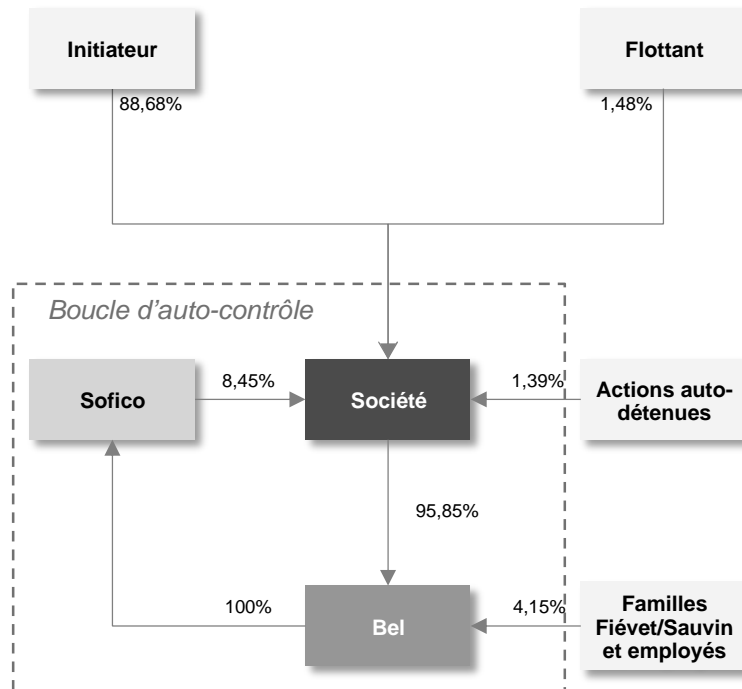 Initiateur
Flottant
88,68%
1,48%
Boucle d'auto-contrôle
Sofico
8,45%
Société
1,39%
Actions auto-
détenues
95,85%
100%
Bel
4,15%
Familles
Fiévet/Sauvin
et employés